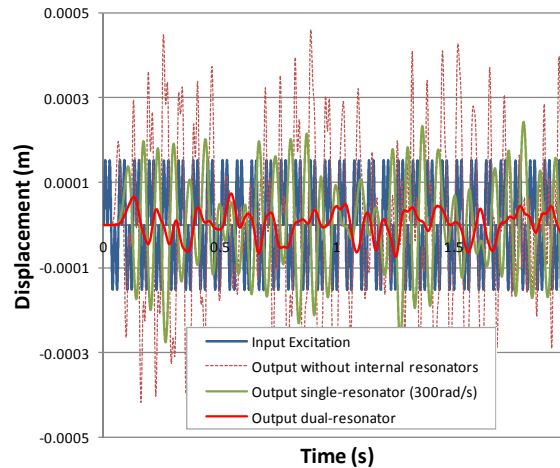 0.0005
0.0003
0.0001
-0.0001
-0.0003
-0.0005
Displacement (m)
0 0.5 1 1.5
Input Excitation
Output without internal resonators
Output single-resonator (300rad/s)
Output dual-resonator
Time (s)